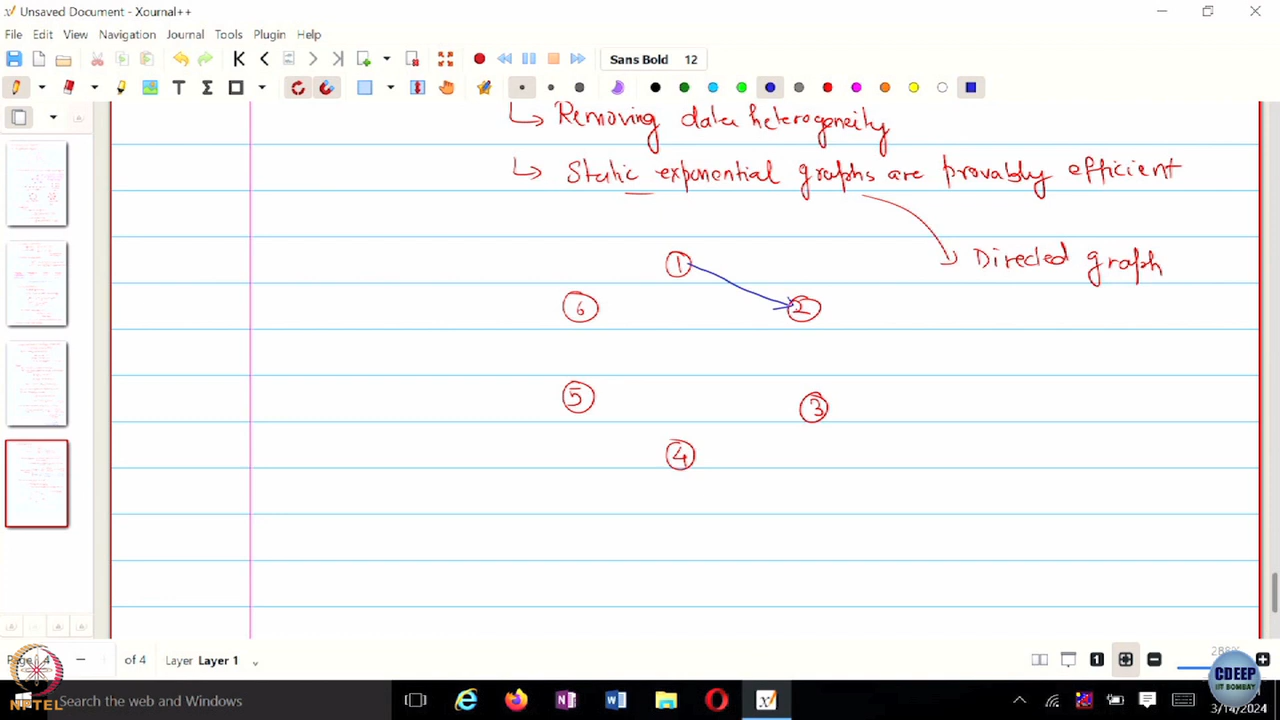 Unsaved Document - Xournal++
File Edit View Navigation Journal Tools Plugin Help
Sans Bold 12
↳ Removing data heterogeneity
↳ Static exponential graphs are provably efficient
Directed graph
1
6
2
5
3
4
of 4 Layer Layer 1
288%
Search the web and Windows
NPTEL
CDEEP
IIT BOMBAY
3/14/2024